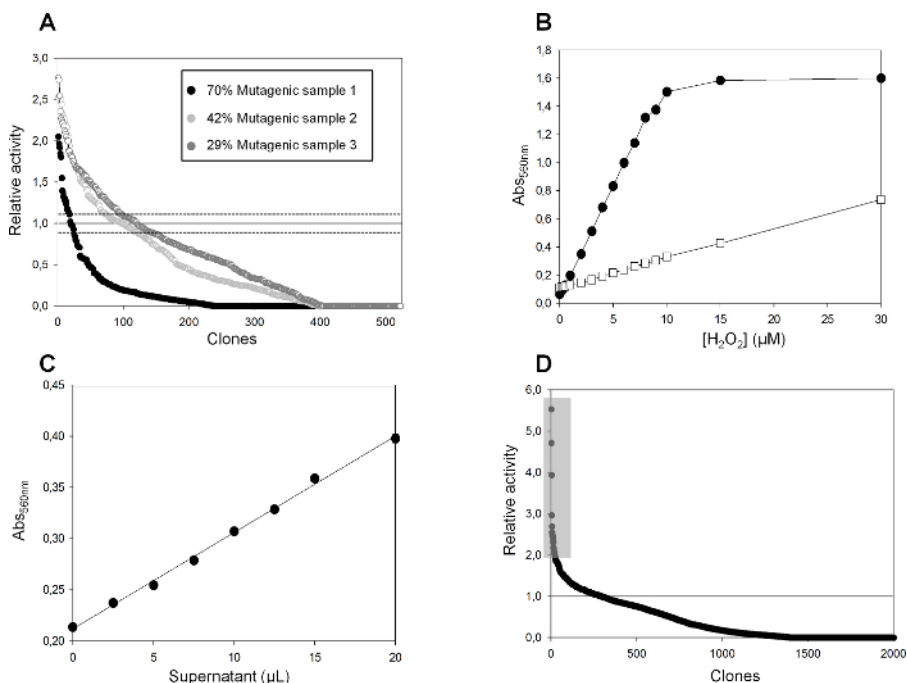 A
3,0
2,5
2,0
1,5
1,0
0,5
0,0
Relative activity
70% Mutagenic sample 1
42% Mutagenic sample 2
29% Mutagenic sample 3
0 100 200 300 400 500
Clones
B
1,8
1,6
1,4
1,2
1,0
0,8
0,6
0,4
0,2
0,0
Abs560nm
0 5 10 15 20 25 30
[H2O2] (µM)
C
0,45
0,40
0,35
0,30
0,25
0,20
Abs560nm
0 5 10 15 20
Supernatant (µL)
D
6,0
5,0
4,0
3,0
2,0
1,0
0,0
Relative activity
0 500 1000 1500 2000
Clones